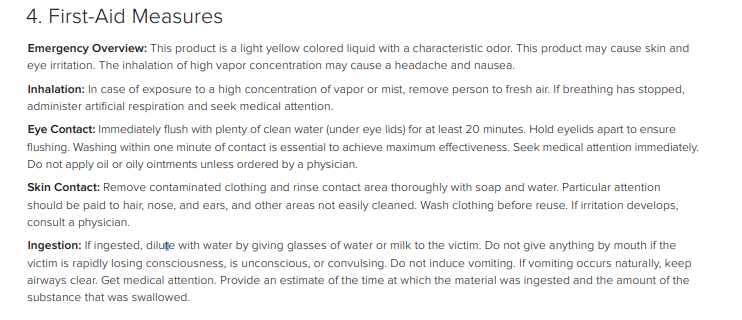 4. First-Aid Measures
Emergency Overview: This product is a light yellow colored liquid with a characteristic odor. This product may cause skin and
eye irritation. The inhalation of high vapor concentration may cause a headache and nausea.
Inhalation: In case of exposure to a high concentration of vapor or mist, remove person to fresh air. If breathing has stopped,
administer artificial respiration and seek medical attention.
Eye Contact: Immediately flush with plenty of clean water (under eye lids) for at least 20 minutes. Hold eyelids apart to ensure
flushing. Washing within one minute of contact is essential to achieve maximum effectiveness. Seek medical attention immediately.
Do not apply oil or oily ointments unless ordered by a physician.
Skin Contact: Remove contaminated clothing and rinse contact area thoroughly with soap and water. Particular attention
should be paid to hair, nose, and ears, and other areas not easily cleaned. Wash clothing before reuse. If irritation develops,
consult a physician.
Ingestion: If ingested, dilute with water by giving glasses of water or milk to the victim. Do not give anything by mouth if the
victim is rapidly losing consciousness, is unconscious, or convulsing. Do not induce vomiting. If vomiting occurs naturally, keep
airways clear. Get medical attention. Provide an estimate of the time at which the material was ingested and the amount of the
substance that was swallowed.